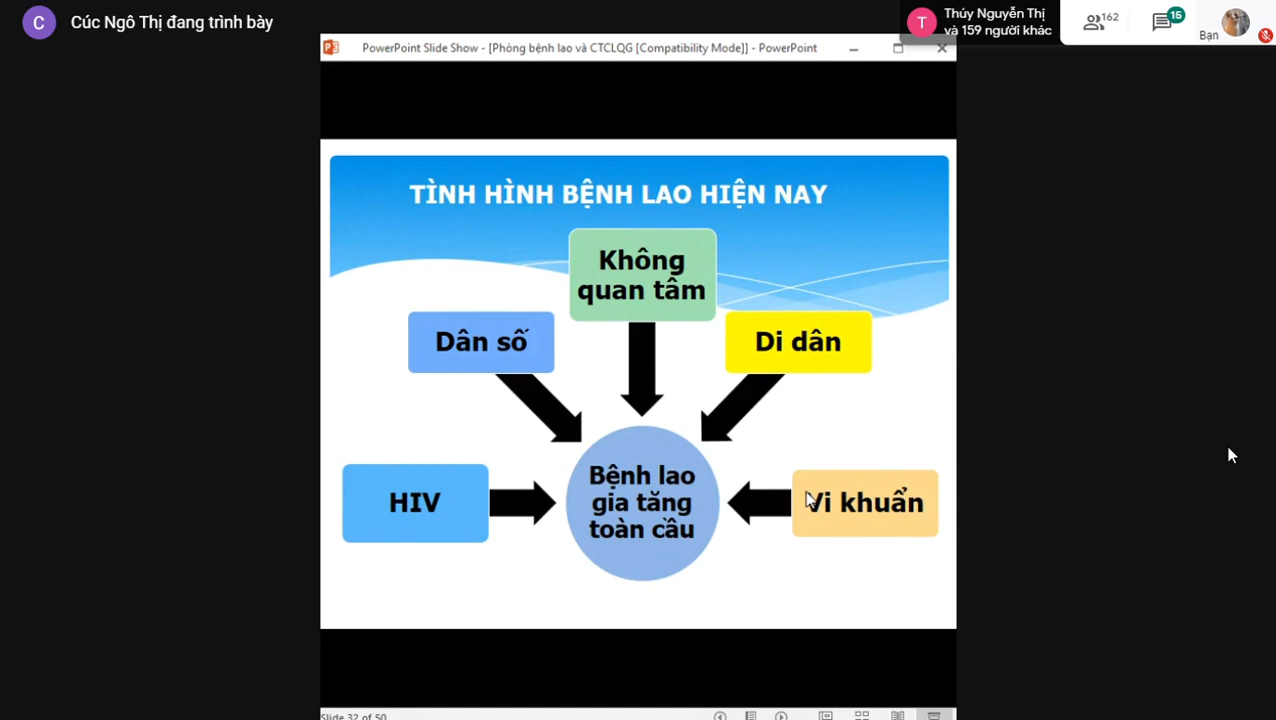 C
Cúc Ngô Thị đang trình bày
T
Thúy Nguyễn Thị
và 159 người khác
162
15
Bạn
PowerPoint Slide Show - [Phòng bệnh lao và CTCLQG [Compatibility Mode]] - PowerPoint
TÌNH HÌNH BỆNH LAO HIỆN NAY
Không
quan tâm
Dân số
Di dân
HIV
Bệnh lao
gia tăng
toàn cầu
Vi khuẩn
Slide 32 of 50